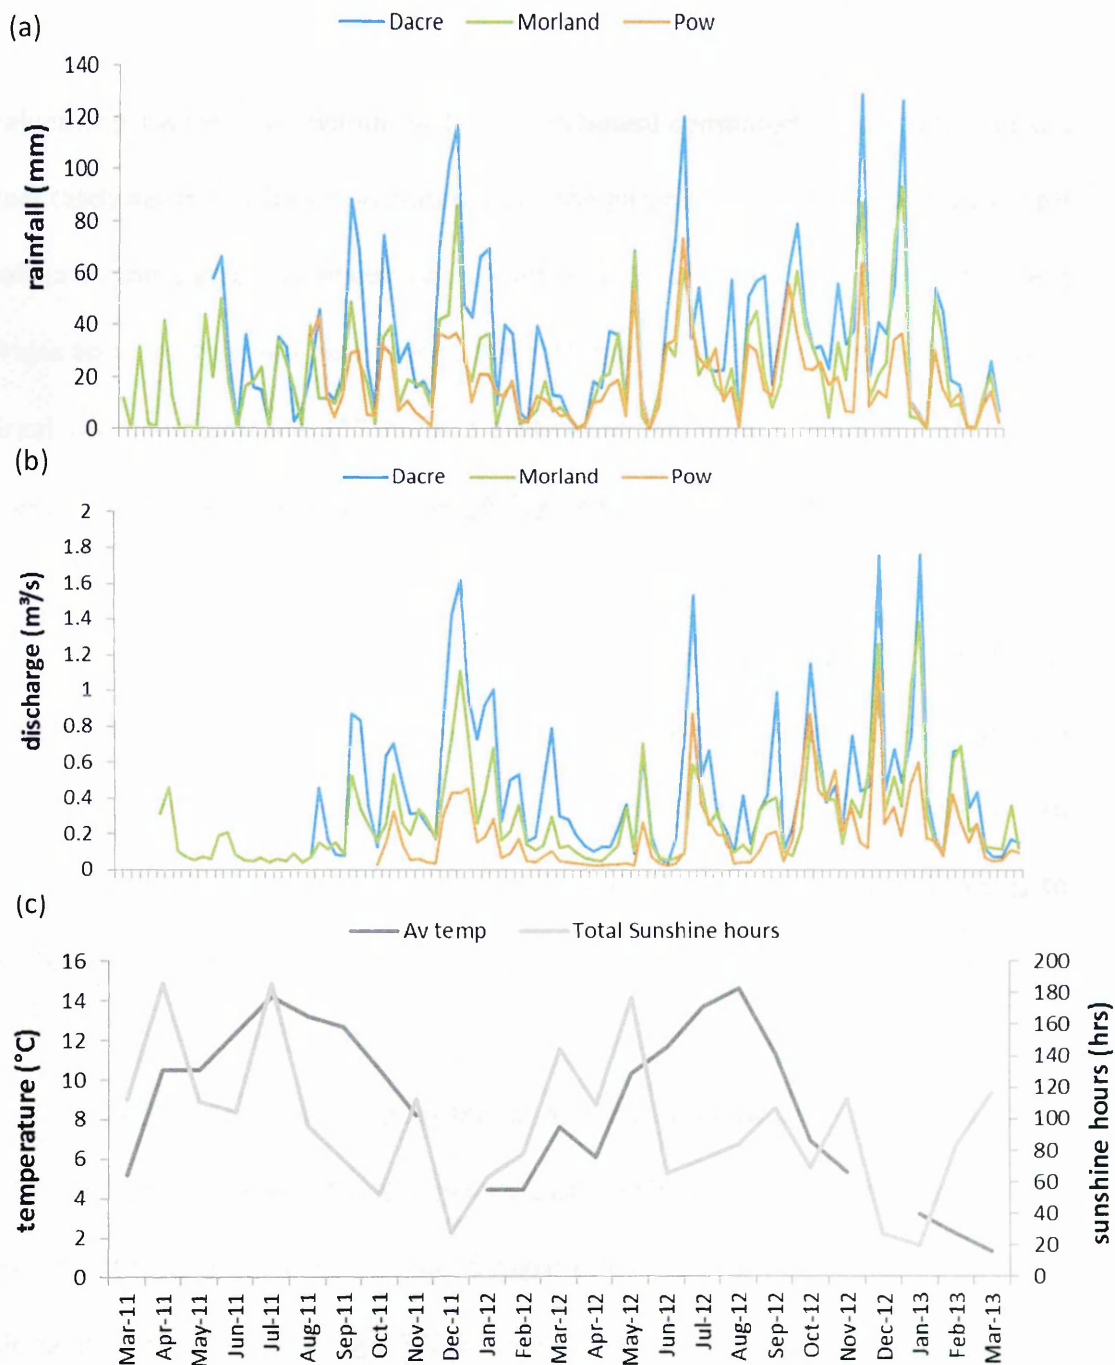 (a)
Dacre Morland Pow
rainfall (mm)
140
120
100
80
60
40
20
0
(b)
Dacre Morland Pow
discharge (m³/s)
2
1.8
1.6
1.4
1.2
1
0.8
0.6
0.4
0.2
0
(c)
Av temp Total Sunshine hours
temperature (°C)
16
14
12
10
8
6
4
2
0
200
180
160
140
120
100
80
60
40
20
0
sunshine hours (hrs)
Mar-11
Apr-11
May-11
Jun-11
Jul-11
Aug-11
Sep-11
Oct-11
Nov-11
Dec-11
Jan-12
Feb-12
Mar-12
Apr-12
May-12
Jun-12
Jul-12
Aug-12
Sep-12
Oct-12
Nov-12
Dec-12
Jan-13
Feb-13
Mar-13